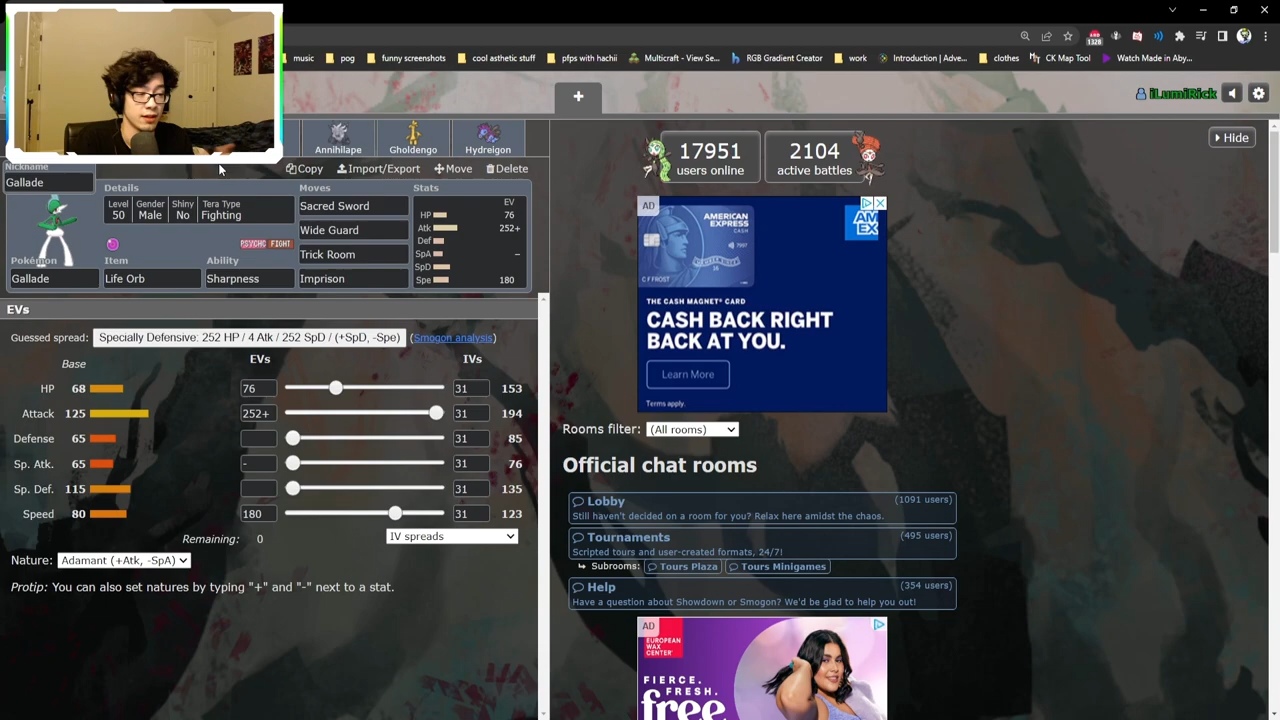 music
pog
funny screenshots
cool asthetic stuff
pfps with hachii
Multicraft - View Se...
RGB Gradient Creator
work
Introduction | Adve...
clothes
CK Map Tool
Watch Made in Aby...
1328
+
iLumiRick
Annihilape
Gholdengo
Hydreigon
Nickname
Gallade
Copy
Import/Export
Move
Delete
Details
Level
50
Gender
Male
Shiny
No
Tera Type
Fighting
PSYCHC
FIGHT
Pokémon
Gallade
Item
Life Orb
Ability
Sharpness
Moves
Sacred Sword
Wide Guard
Trick Room
Imprison
Stats
EV
HP 76
Atk 252+
Def
SpA –
SpD
Spe 180
EVs
Guessed spread: Specially Defensive: 252 HP / 4 Atk / 252 SpD / (+SpD, -Spe) (Smogon analysis)
Base EVs IVs
HP 68 76 31 153
Attack 125 252+ 31 194
Defense 65 31 85
Sp. Atk. 65 - 31 76
Sp. Def. 115 31 135
Speed 80 180 31 123
Remaining: 0
IV spreads
Nature: Adamant (+Atk, -SpA)
Protip: You can also set natures by typing "+" and "-" next to a stat.
17951
users online
2104
active battles
Hide
AD
AMERICAN
EXPRESS
C F FROST
AM
EX
THE CASH MAGNET® CARD
CASH BACK RIGHT
BACK AT YOU.
Learn More
Terms apply.
Rooms filter: (All rooms)
Official chat rooms
Lobby (1091 users)
Still haven't decided on a room for you? Relax here amidst the chaos.
Tournaments (495 users)
Scripted tours and user-created formats, 24/7!
Subrooms: Tours Plaza Tours Minigames
Help (354 users)
Have a question about Showdown or Smogon? We'd be glad to help you out!
AD
EUROPEAN
WAX
CENTER
FIERCE.
FRESH.
free